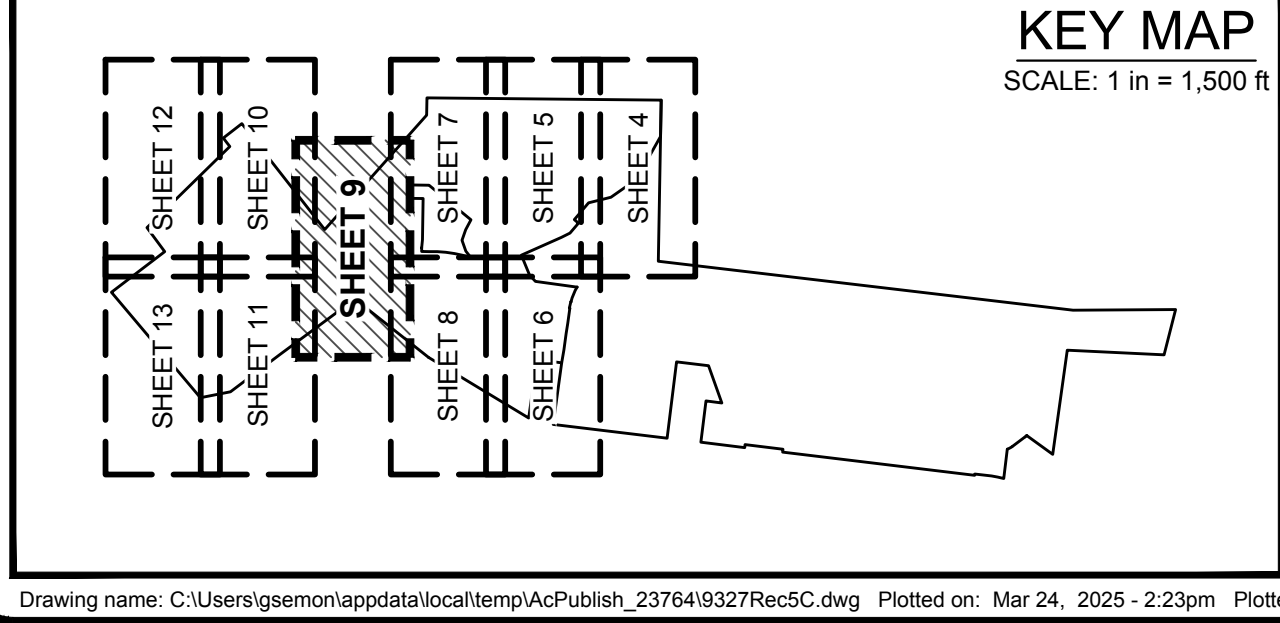 KEY MAP
SCALE: 1 in = 1,500 ft
SHEET 12
SHEET 10
SHEET 9
SHEET 7
SHEET 5
SHEET 4
SHEET 13
SHEET 11
SHEET 8
SHEET 6
Drawing name: C:\Users\gsemon\appdata\local\temp\AcPublish_23764\9327Rec5C.dwg Plotted on: Mar 24, 2025 - 2:23pm Plotte